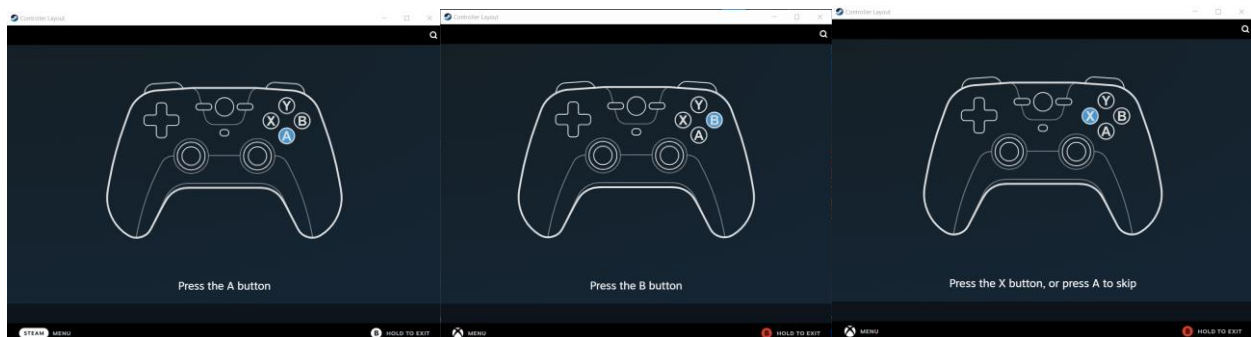 Controller Layout
Y
X B
A
Press the A button
STEAM MENU
B HOLD TO EXIT
Controller Layout
Y
X B
A
Press the B button
MENU
B HOLD TO EXIT
Controller Layout
Y
X B
A
Press the X button, or press A to skip
MENU
B HOLD TO EXIT